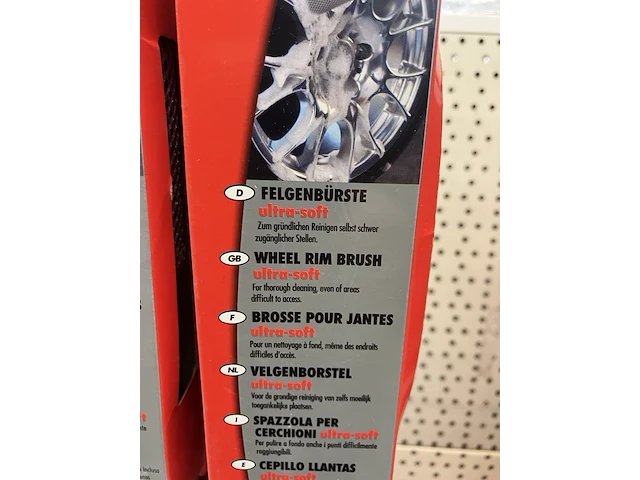 D FELGENBÜRSTE
ultra-soft
Zum gründlichen Reinigen selbst schwer
zugänglicher Stellen.
GB WHEEL RIM BRUSH
ultra-soft
For thorough cleaning, even of areas
difficult to access.
F BROSSE POUR JANTES
ultra-soft
Pour un nettoyage à fond, même des endroits
difficiles d'accès.
NL VELGENBORSTEL
ultra-soft
Voor de grondige reiniging van zelfs moeilijk
toegankelijke plaatsen.
I SPAZZOLA PER
CERCHIONI ultra-soft
Per pulire a fondo anche i punti difficilmente
raggiungibili.
E CEPILLO LLANTAS
ultra-soft